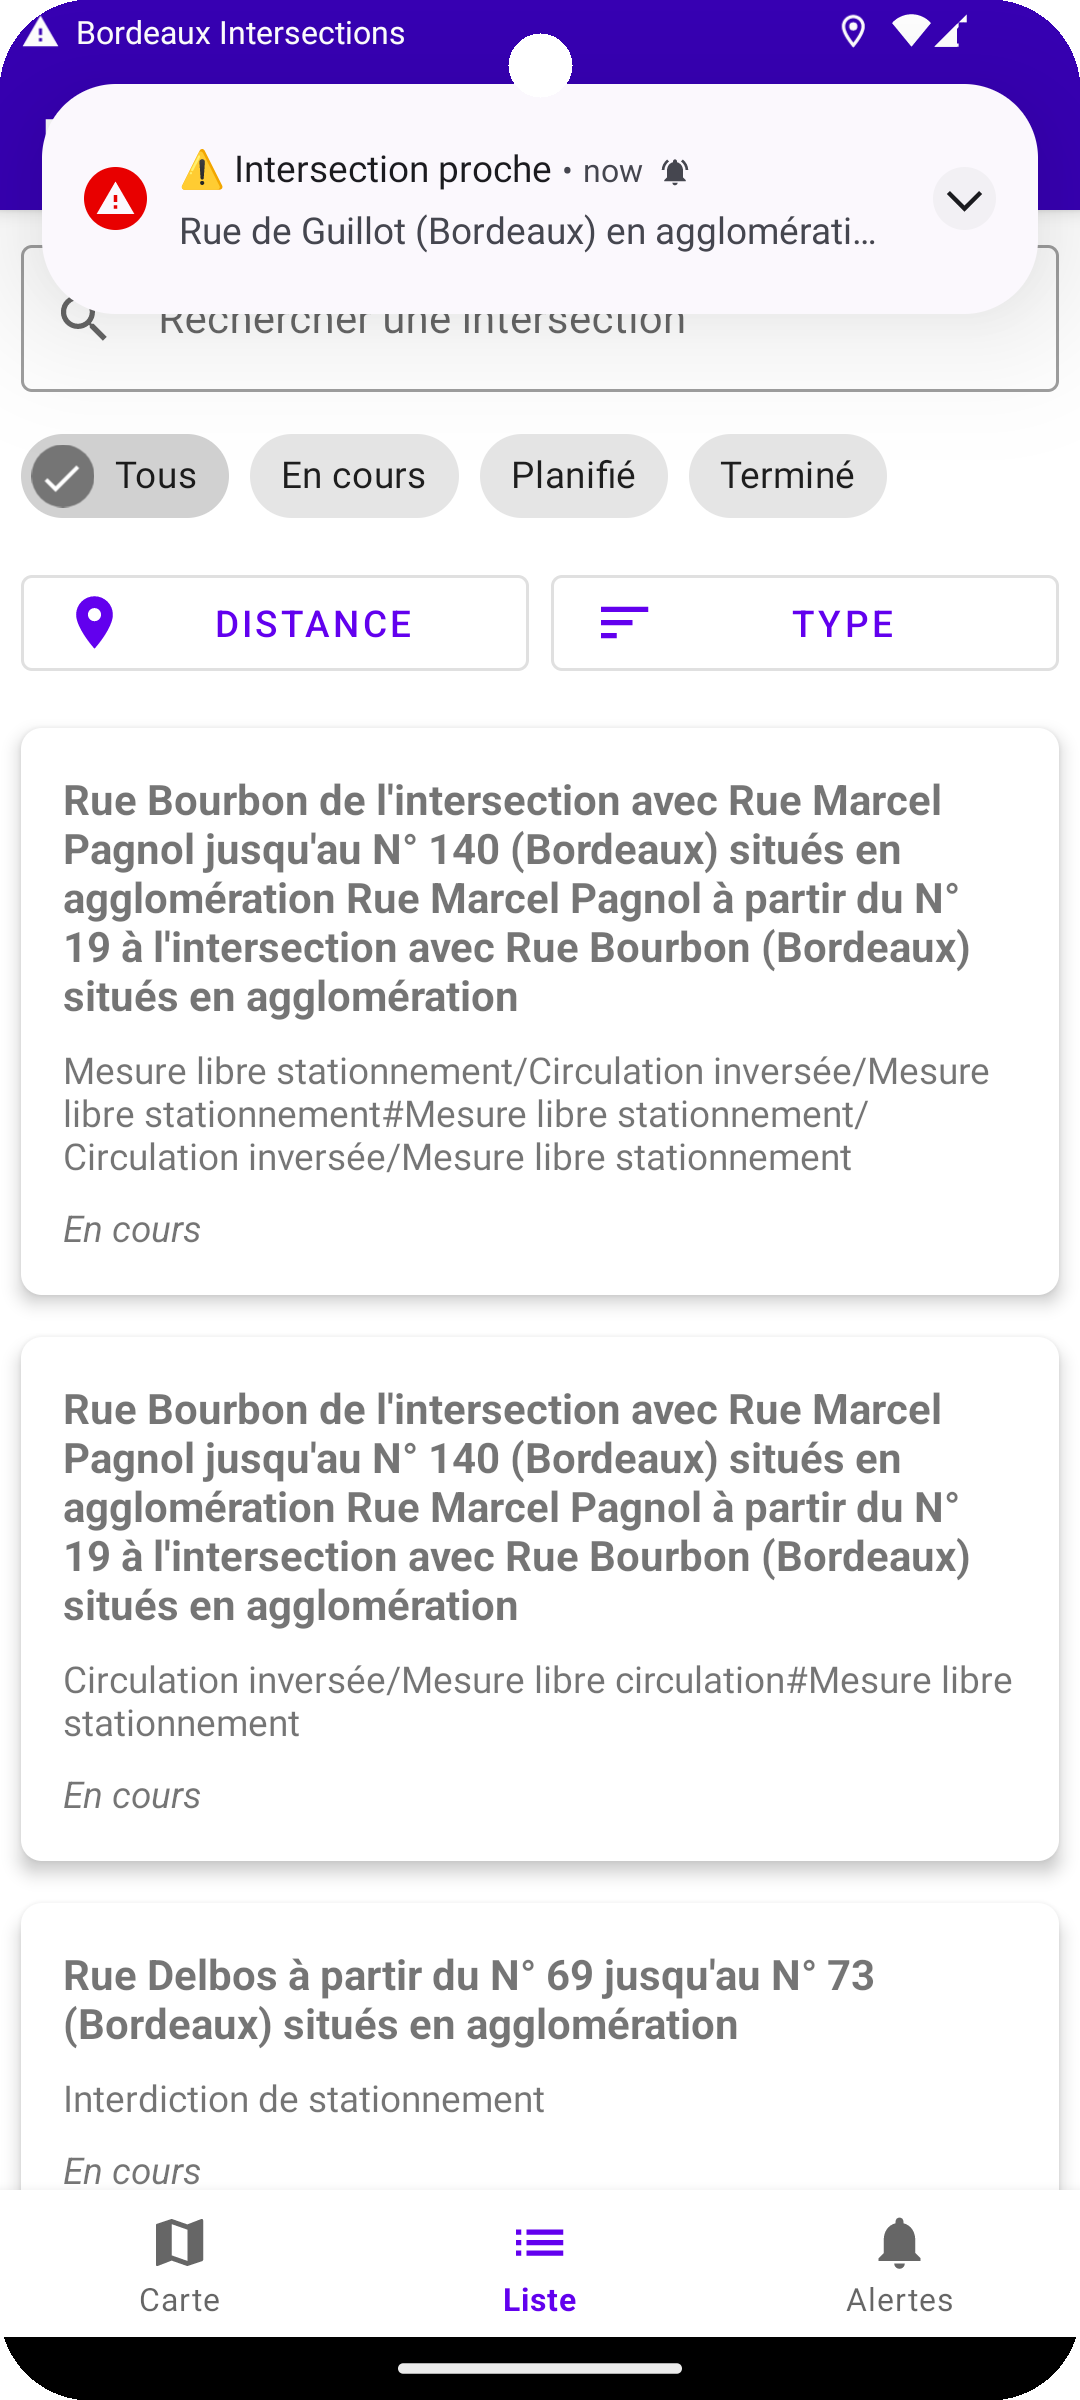 Bordeaux Intersections
⚠️ Intersection proche • now
Rue de Guillot (Bordeaux) en agglomérati...
Rechercher une intersection
Tous
En cours
Planifié
Terminé
DISTANCE
TYPE
Rue Bourbon de l'intersection avec Rue Marcel
Pagnol jusqu'au N° 140 (Bordeaux) situés en
agglomération Rue Marcel Pagnol à partir du N°
19 à l'intersection avec Rue Bourbon (Bordeaux)
situés en agglomération
Mesure libre stationnement/Circulation inversée/Mesure
libre stationnement#Mesure libre stationnement/
Circulation inversée/Mesure libre stationnement
En cours
Rue Bourbon de l'intersection avec Rue Marcel
Pagnol jusqu'au N° 140 (Bordeaux) situés en
agglomération Rue Marcel Pagnol à partir du N°
19 à l'intersection avec Rue Bourbon (Bordeaux)
situés en agglomération
Circulation inversée/Mesure libre circulation#Mesure libre
stationnement
En cours
Rue Delbos à partir du N° 69 jusqu'au N° 73
(Bordeaux) situés en agglomération
Interdiction de stationnement
En cours
Carte
Liste
Alertes